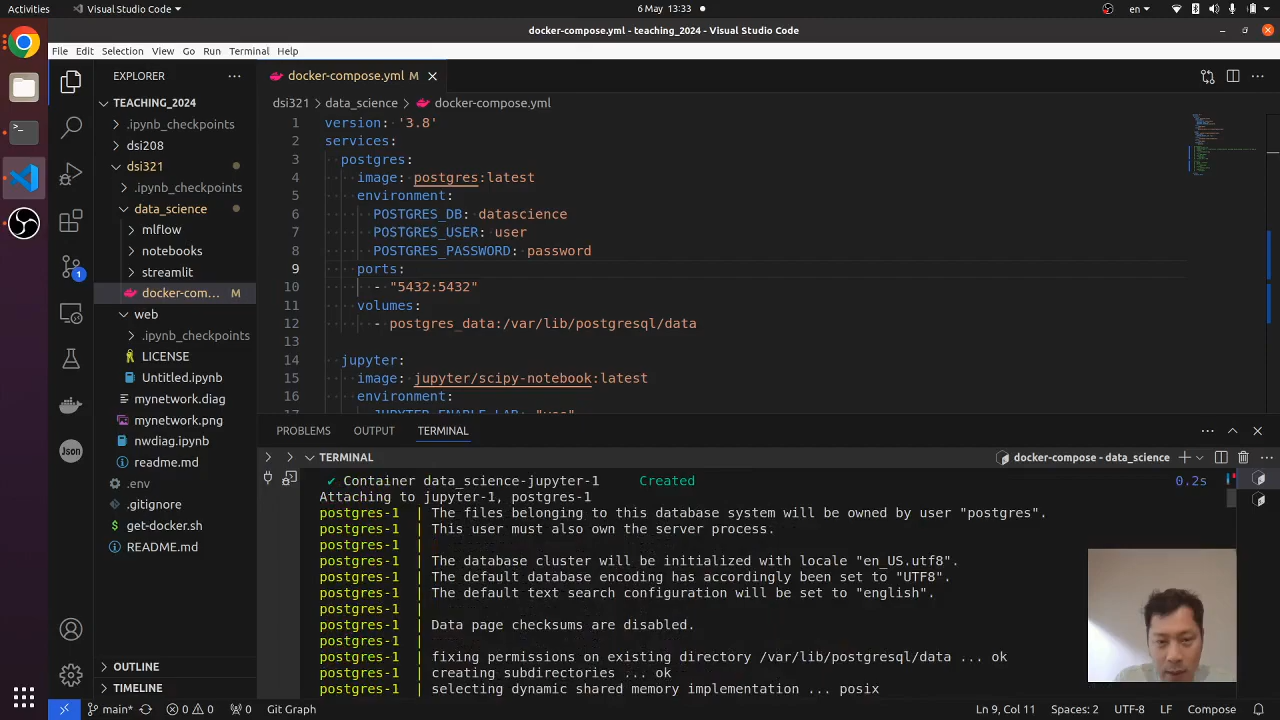 Activities
Visual Studio Code
6 May 13:33
en
docker-compose.yml - teaching_2024 - Visual Studio Code
File Edit Selection View Go Run Terminal Help
EXPLORER
TEACHING_2024
.ipynb_checkpoints
dsi208
dsi321
.ipynb_checkpoints
data_science
mlflow
notebooks
streamlit
docker-com... M
web
.ipynb_checkpoints
LICENSE
Untitled.ipynb
mynetwork.diag
mynetwork.png
nwdiag.ipynb
readme.md
.env
.gitignore
get-docker.sh
README.md
OUTLINE
TIMELINE
1
Json
docker-compose.yml M
dsi321 > data_science > docker-compose.yml
1 version: '3.8'
2 services:
3 postgres:
4 image: postgres:latest
5 environment:
6 POSTGRES_DB: datascience
7 POSTGRES_USER: user
8 POSTGRES_PASSWORD: password
9 ports:
10 - "5432:5432"
11 volumes:
12 - postgres_data:/var/lib/postgresql/data
13
14 jupyter:
15 image: jupyter/scipy-notebook:latest
16 environment:
17 JUPYTER_ENABLE_LAB: "yes"
PROBLEMS OUTPUT TERMINAL
TERMINAL
docker-compose - data_science
✔ Container data_science-jupyter-1 Created 0.2s
Attaching to jupyter-1, postgres-1
postgres-1 | The files belonging to this database system will be owned by user "postgres".
postgres-1 | This user must also own the server process.
postgres-1 |
postgres-1 | The database cluster will be initialized with locale "en_US.utf8".
postgres-1 | The default database encoding has accordingly been set to "UTF8".
postgres-1 | The default text search configuration will be set to "english".
postgres-1 |
postgres-1 | Data page checksums are disabled.
postgres-1 |
postgres-1 | fixing permissions on existing directory /var/lib/postgresql/data ... ok
postgres-1 | creating subdirectories ... ok
postgres-1 | selecting dynamic shared memory implementation ... posix
main* 0 0 0 Git Graph
Ln 9, Col 11 Spaces: 2 UTF-8 LF Compose